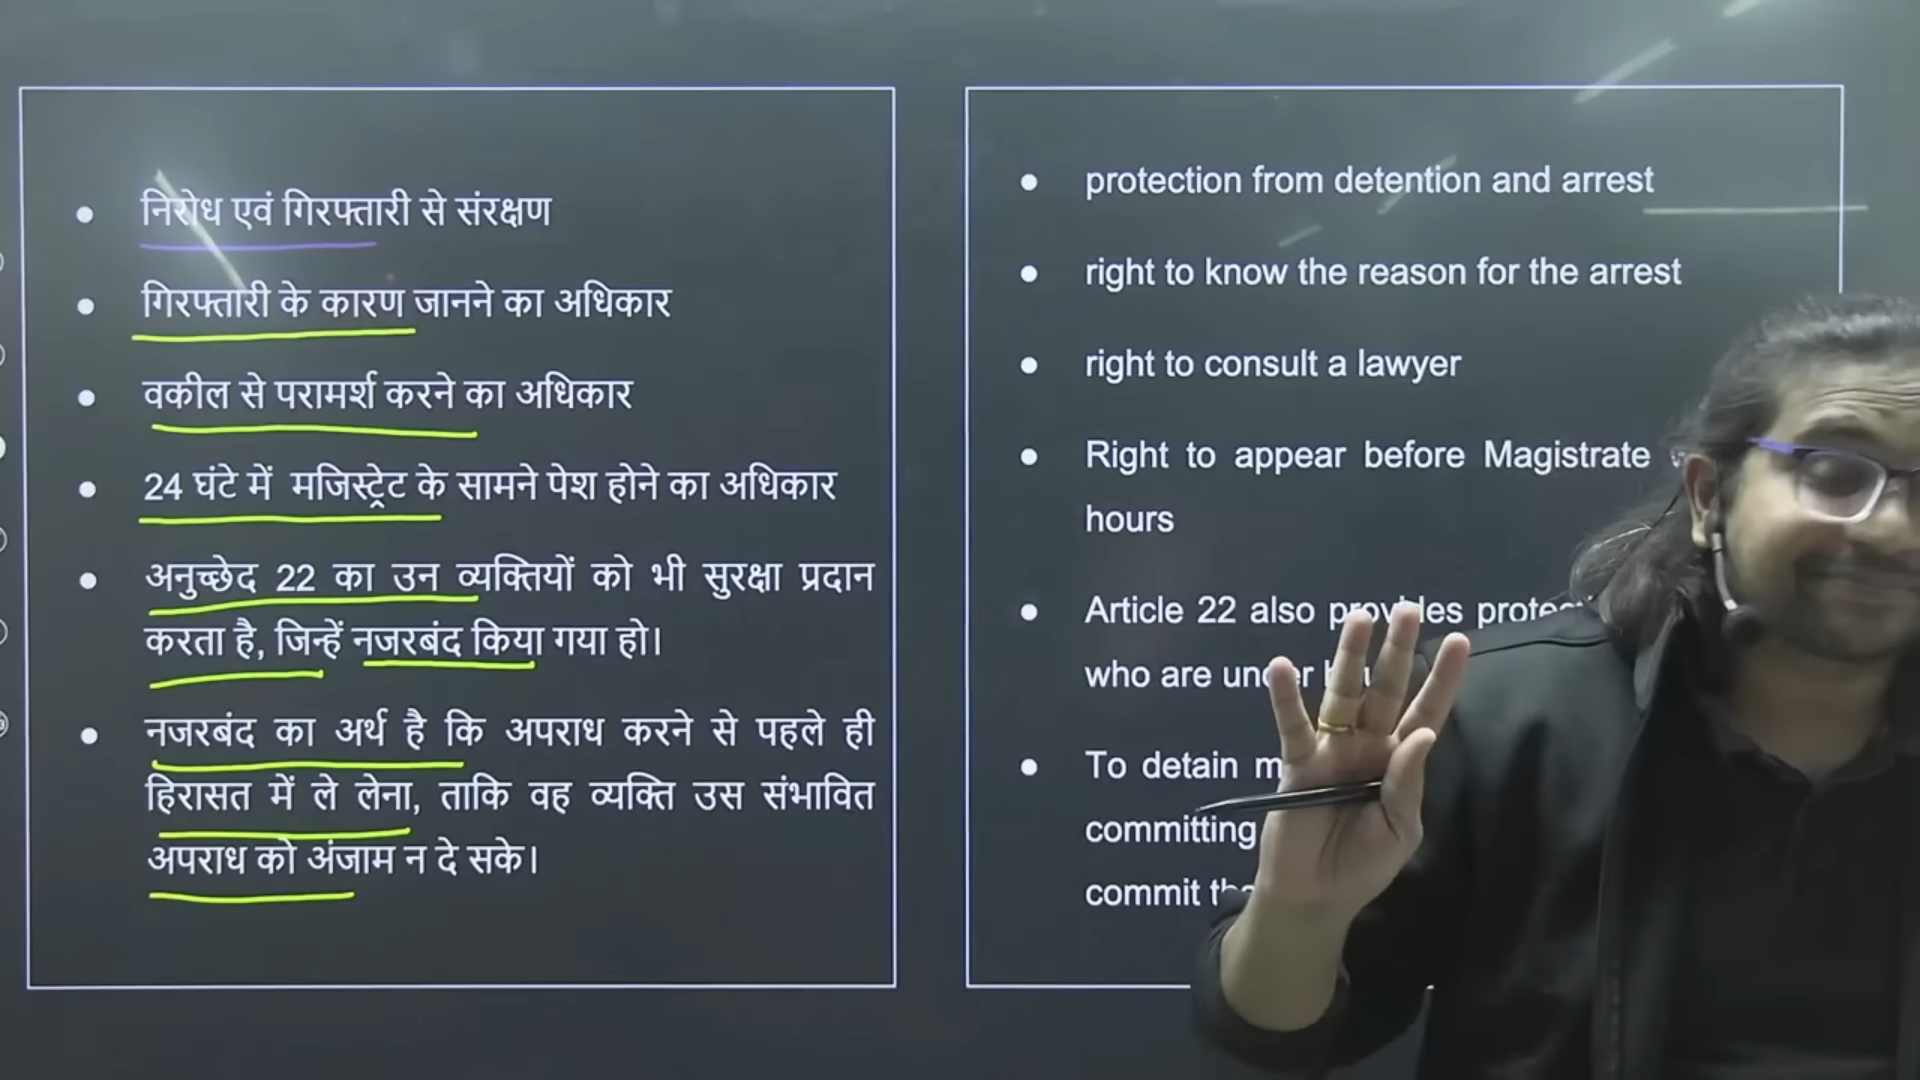 निरोध एवं गिरफ्तारी से संरक्षण
गिरफ्तारी के कारण जानने का अधिकार
वकील से परामर्श करने का अधिकार
24 घंटे में मजिस्ट्रेट के सामने पेश होने का अधिकार
अनुच्छेद 22 का उन व्यक्तियों को भी सुरक्षा प्रदान
करता है, जिन्हें नजरबंद किया गया हो।
नजरबंद का अर्थ है कि अपराध करने से पहले ही
हिरासत में ले लेना, ताकि वह व्यक्ति उस संभावित
अपराध को अंजाम न दे सके।
protection from detention and arrest
right to know the reason for the arrest
right to consult a lawyer
Right to appear before Magistrate
hours
Article 22 also provides
who are under
To detain
committing
commit